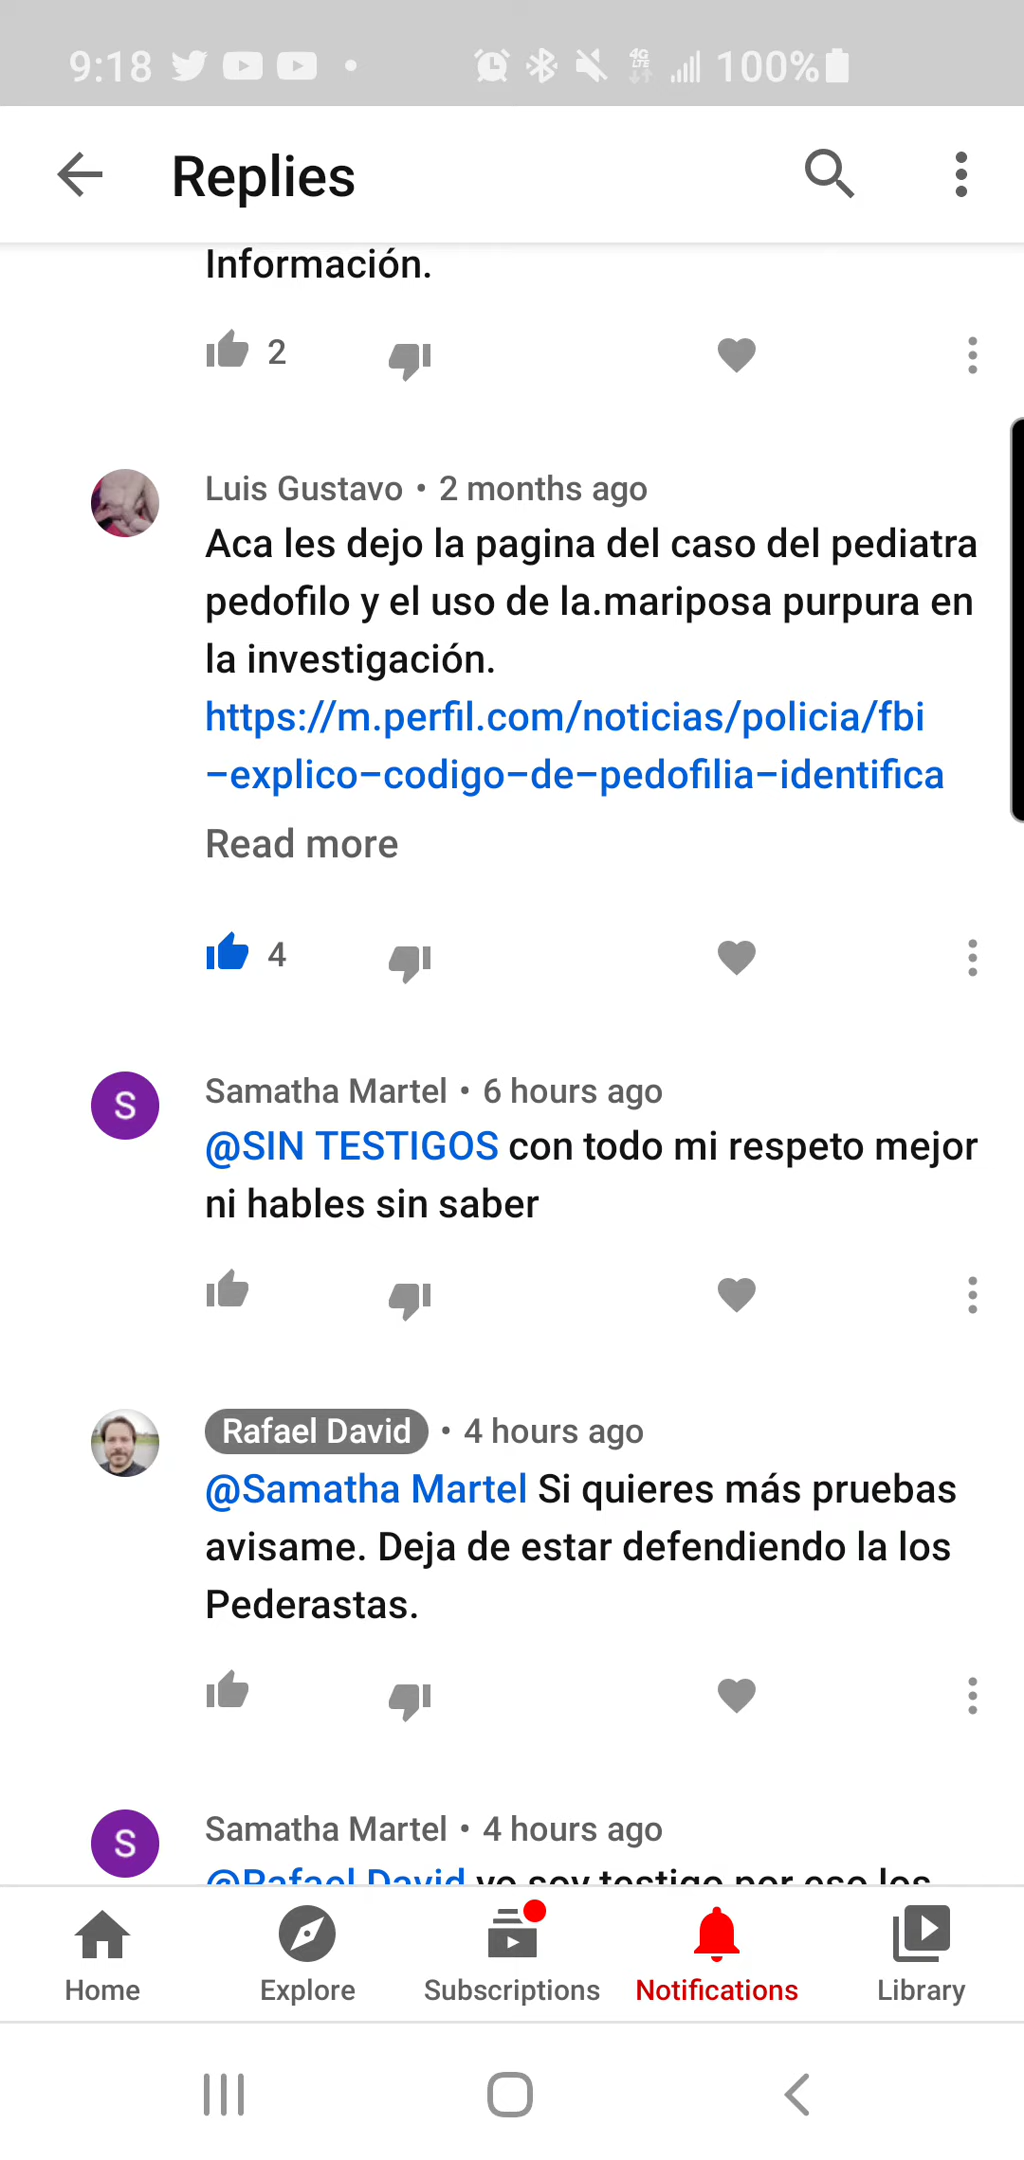 9:18
4G
LTE
100%
Replies
Información.
2
Luis Gustavo • 2 months ago
Aca les dejo la pagina del caso del pediatra
pedofilo y el uso de la.mariposa purpura en
la investigación.
https://m.perfil.com/noticias/policia/fbi
-explico-codigo-de-pedofilia-identifica
Read more
4
S
Samatha Martel • 6 hours ago
@SIN TESTIGOS con todo mi respeto mejor
ni hables sin saber
Rafael David • 4 hours ago
@Samatha Martel Si quieres más pruebas
avisame. Deja de estar defendiendo la los
Pederastas.
S
Samatha Martel • 4 hours ago
@Rafael David yo soy testigo por eso los
Home
Explore
Subscriptions
Notifications
Library